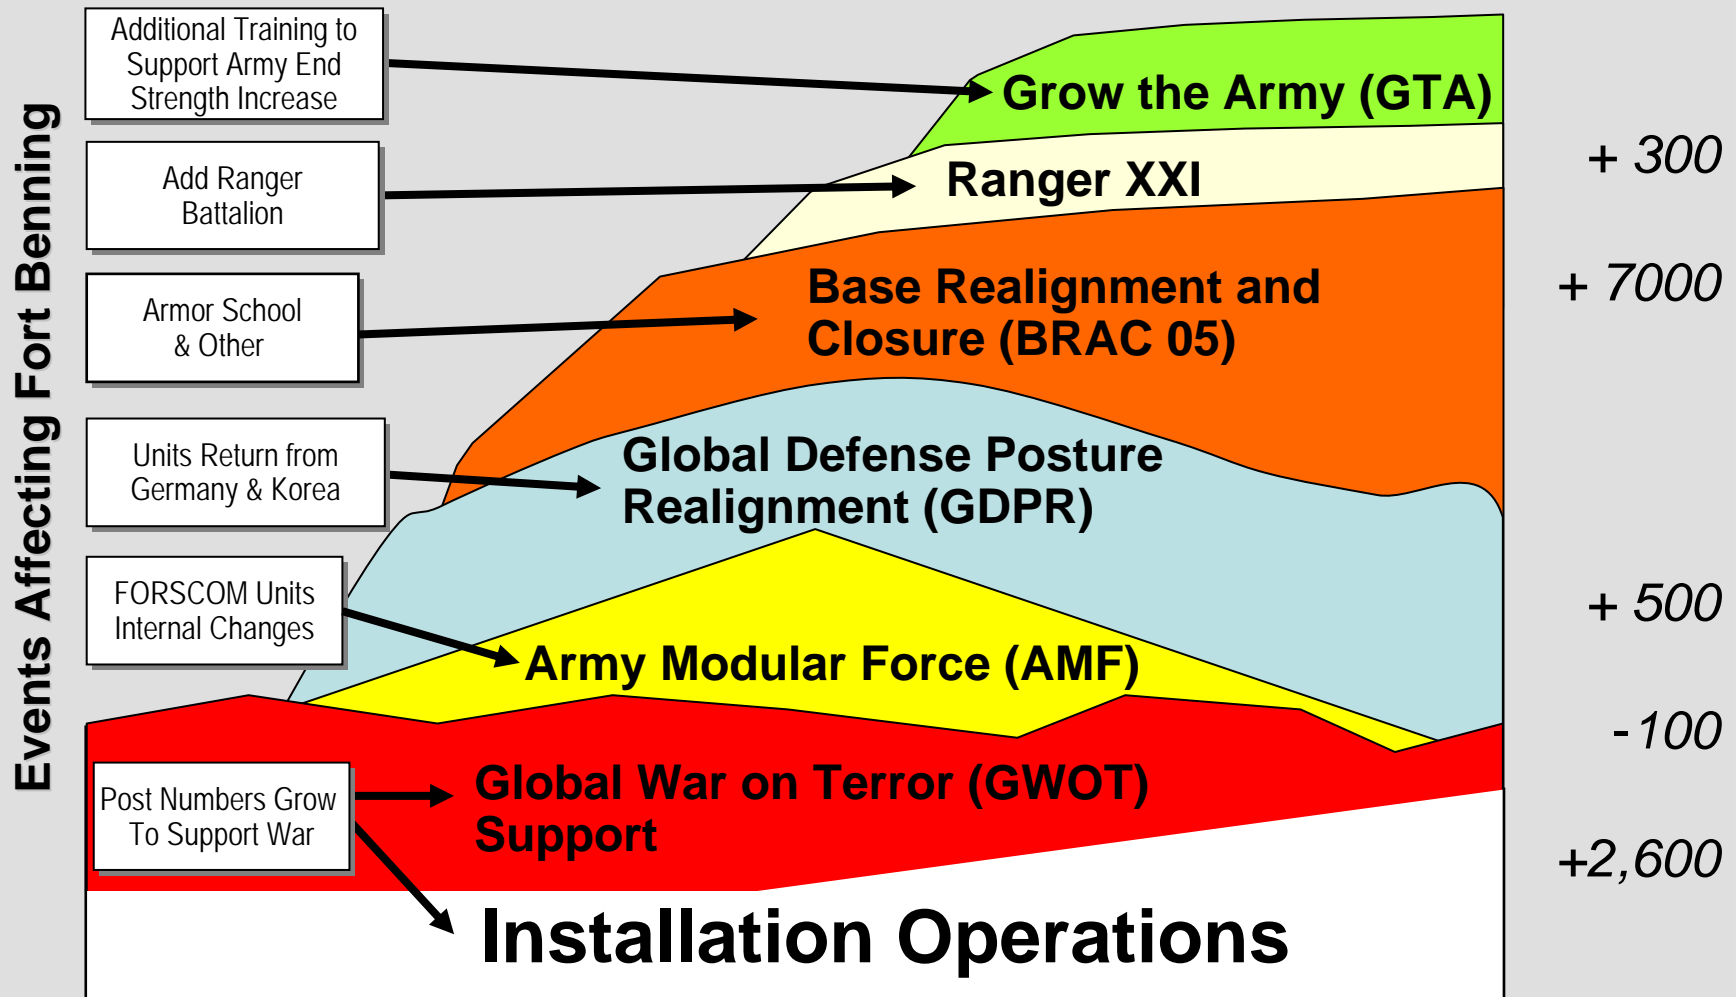 Events Affecting Fort Benning
Additional Training to
Support Army End
Strength Increase
Grow the Army (GTA)
+ 300
Add Ranger
Battalion
Ranger XXI
+ 7000
Armor School
& Other
Base Realignment and
Closure (BRAC 05)
Units Return from
Germany & Korea
Global Defense Posture
Realignment (GDPR)
+ 500
FORSCOM Units
Internal Changes
Army Modular Force (AMF)
-100
Post Numbers Grow
To Support War
Global War on Terror (GWOT)
Support
+2,600
Installation Operations